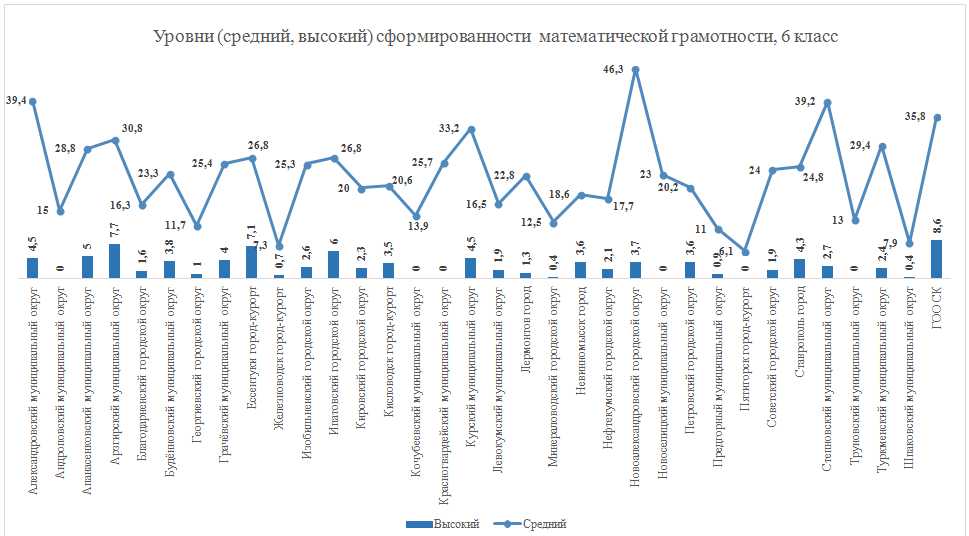 Уровни (средний, высокий) сформированности математической грамотности, 6 класс
39,4
15
28,8
30,8
16,3
23,3
11,7
25,4
26,8
7,3
25,3
26,8
20
20,6
13,9
25,7
33,2
16,5
22,8
12,5
18,6
17,7
46,3
23
20,2
11
6,1
24
24,8
39,2
13
29,4
7,9
35,8
4,5
0
5
7,7
1,6
3,8
1
4
7,1
0,7
2,6
6
2,3
3,5
0
0
4,5
1,9
1,3
0,4
3,6
2,1
3,7
0
3,6
0,9
0
1,9
4,3
2,7
0
2,4
0,4
8,6
Александровский муниципальный округ
Андроповский муниципальный округ
Апанасенковский муниципальный округ
Арзгирский муниципальный округ
Благодарненский городской округ
Будённовский муниципальный округ
Георгиевский городской округ
Грачёвский муниципальный округ
Ессентуки город-курорт
Железноводск город-курорт
Изобильненский городской округ
Ипатовский городской округ
Кировский городской округ
Кисловодск город-курорт
Кочубеевский муниципальный округ
Красногвардейский муниципальный округ
Курский муниципальный округ
Левокумский муниципальный округ
Лермонтов город
Минераловодский городской округ
Невинномысск город
Нефтекумский городской округ
Новоалександровский городской округ
Новоселицкий муниципальный округ
Петровский городской округ
Предгорный муниципальный округ
Пятигорск город-курорт
Советский городской округ
Ставрополь город
Степновский муниципальный округ
Труновский муниципальный округ
Туркменский муниципальный округ
Шпаковский муниципальный округ
ГОО СК
Высокий
Средний